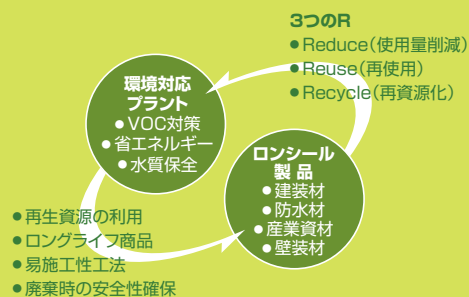 3つのR
●Reduce(使用量削減)
●Reuse(再使用)
●Recycle(再資源化)
環境対応
プラント
●VOC対策
●省エネルギー
●水質保全
ロンシール
製 品
●建装材
●防水材
●産業資材
●壁装材
●再生資源の利用
●ロングライフ商品
●易施工性工法
●廃棄時の安全性確保